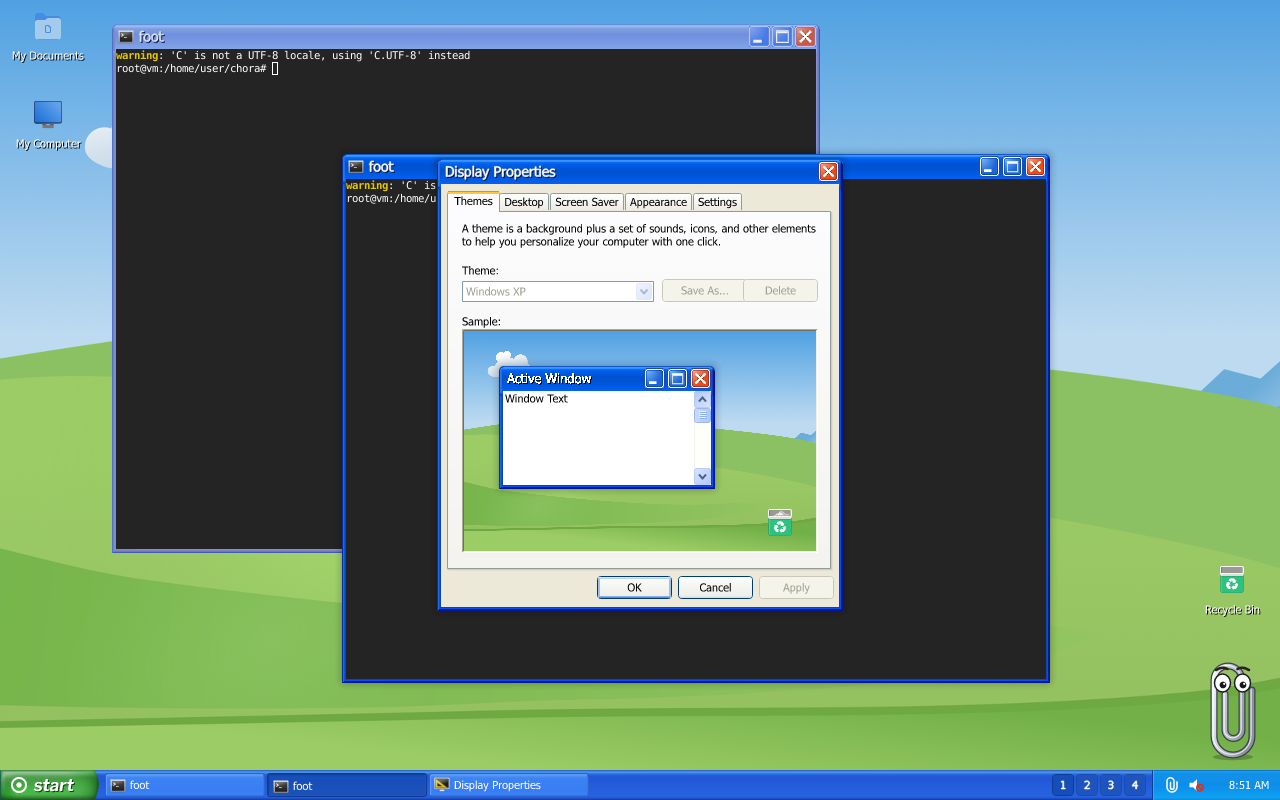 My Documents
My Computer
foot
warning: 'C' is not a UTF-8 locale, using 'C.UTF-8' instead
root@vm:/home/user/chora#
foot
warning: 'C' is
root@vm:/home/u
Display Properties
Themes Desktop Screen Saver Appearance Settings
A theme is a background plus a set of sounds, icons, and other elements
to help you personalize your computer with one click.
Theme:
Windows XP Save As... Delete
Sample:
Active Window
Window Text
OK Cancel Apply
Recycle Bin
start foot foot Display Properties 1 2 3 4 8:51 AM